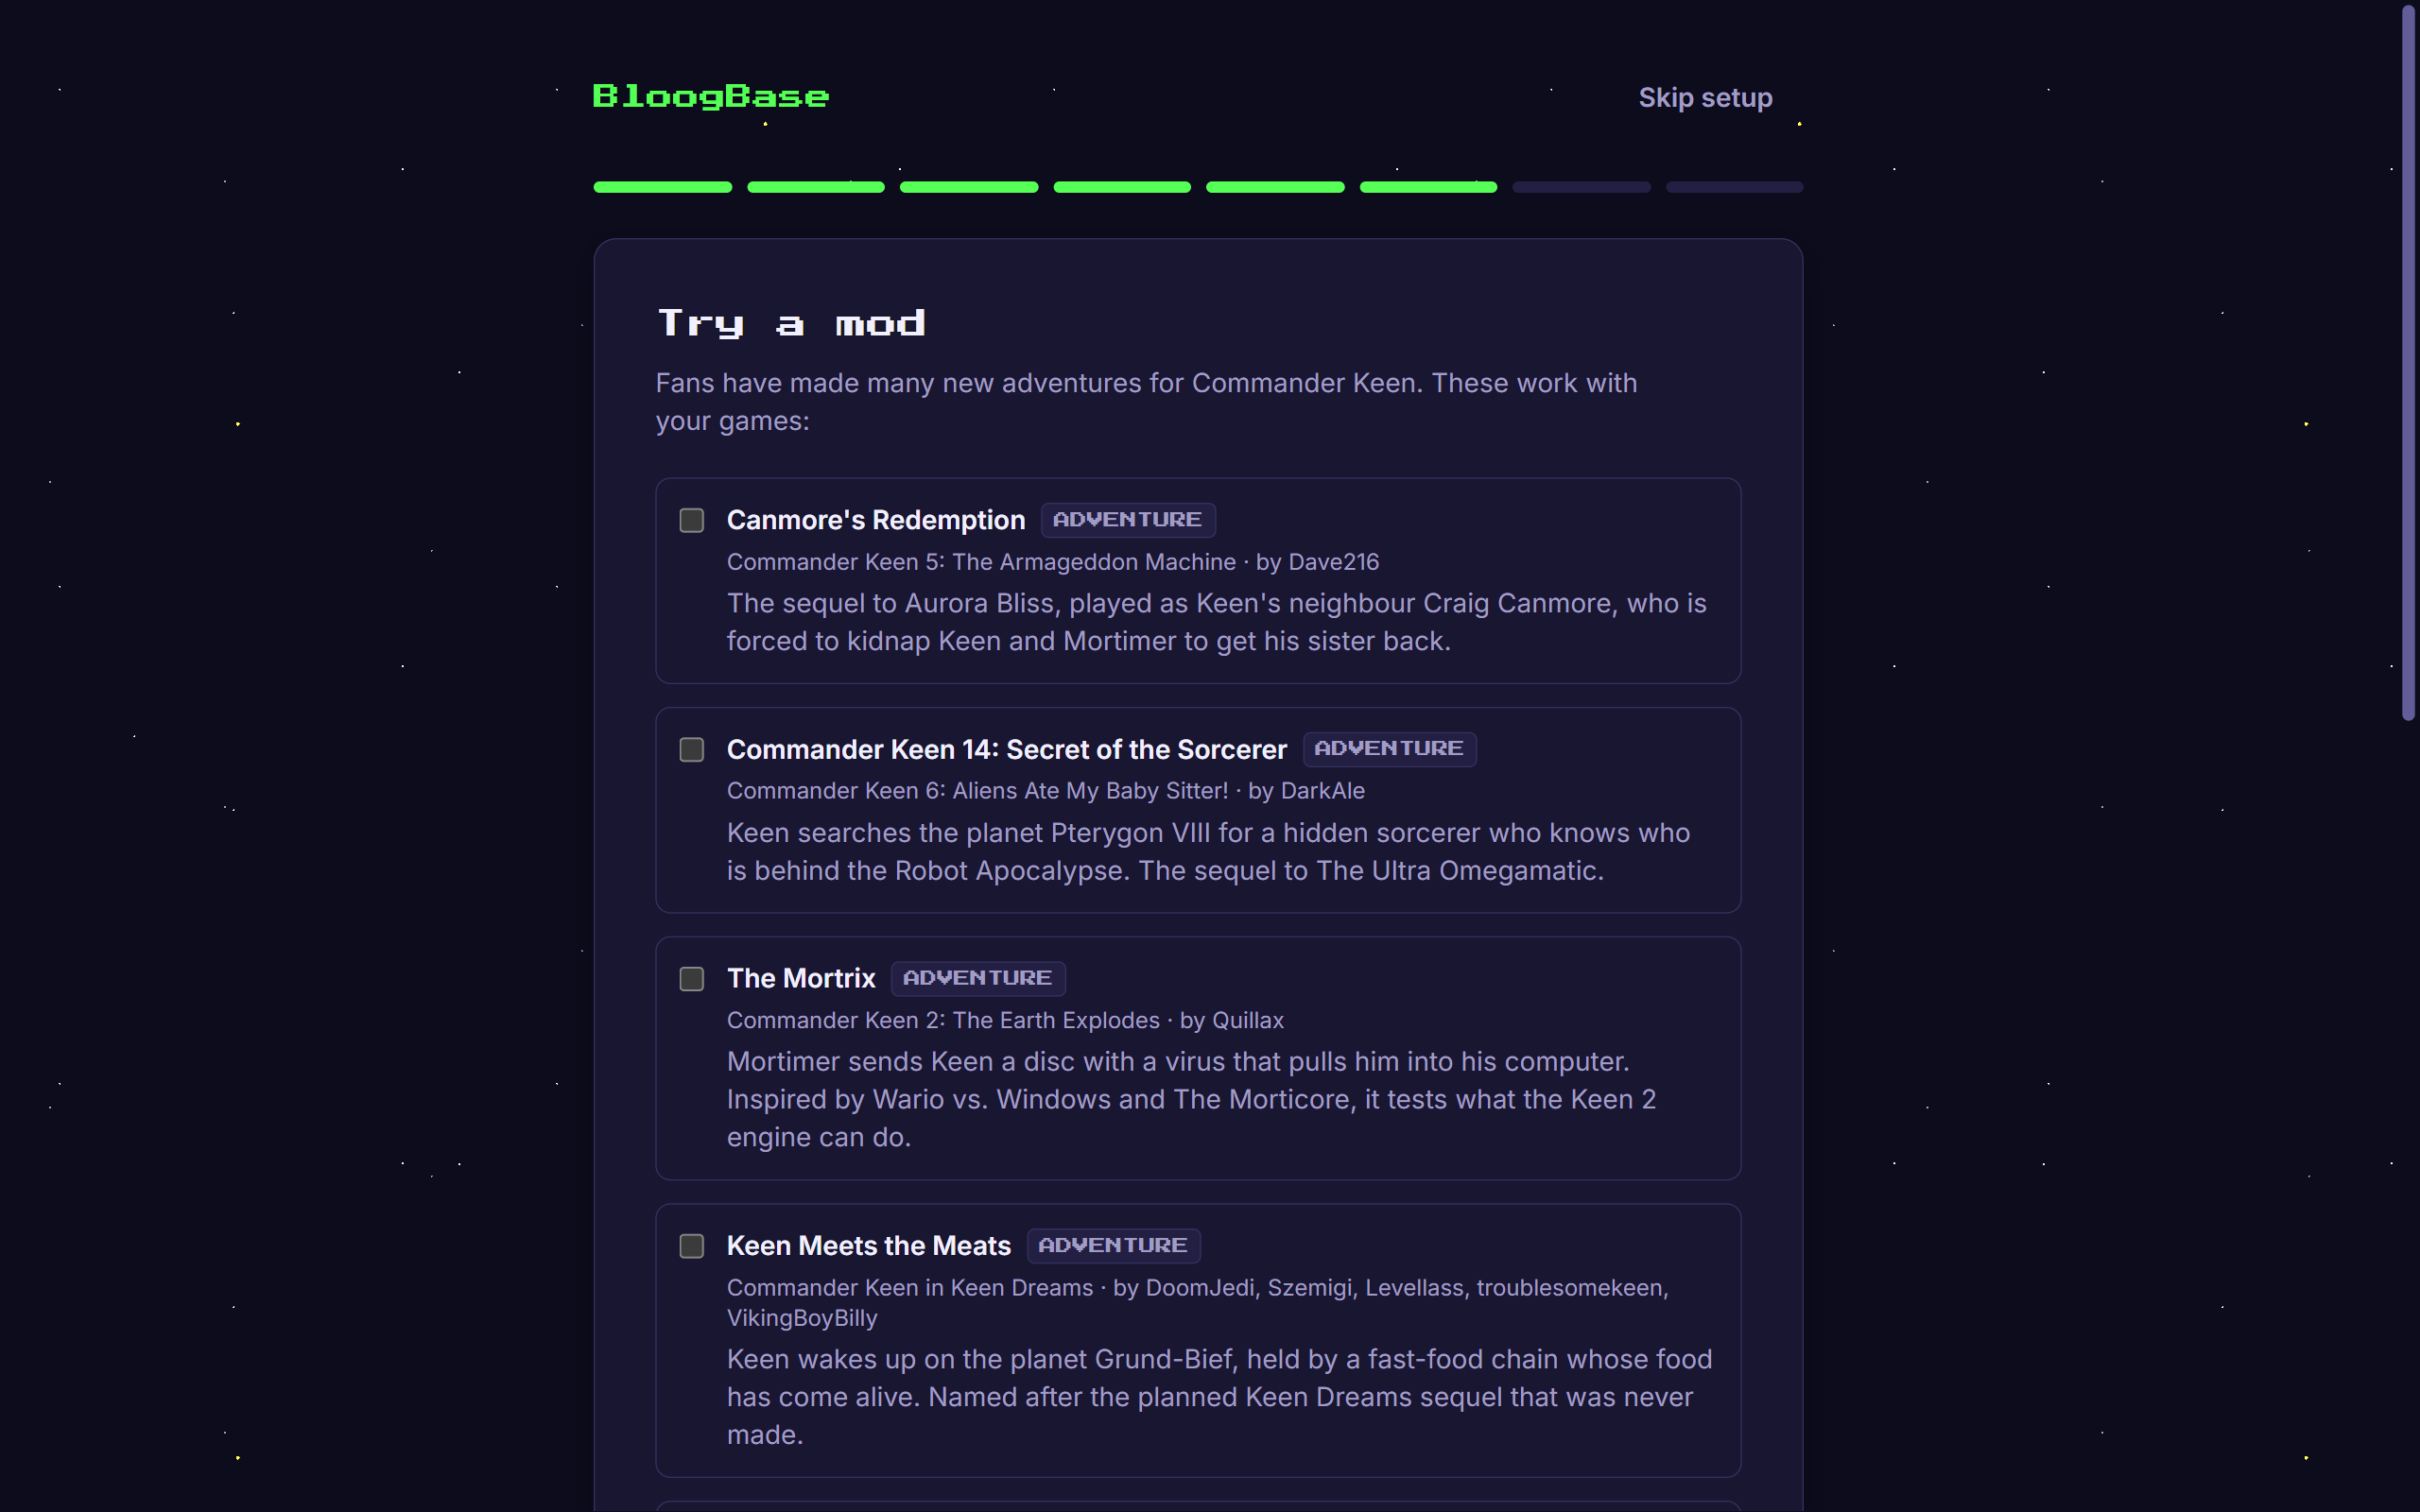 BloogBase
Skip setup
Try a mod
Fans have made many new adventures for Commander Keen. These work with
your games:
Canmore's Redemption ADVENTURE
Commander Keen 5: The Armageddon Machine · by Dave216
The sequel to Aurora Bliss, played as Keen's neighbour Craig Canmore, who is
forced to kidnap Keen and Mortimer to get his sister back.
Commander Keen 14: Secret of the Sorcerer ADVENTURE
Commander Keen 6: Aliens Ate My Baby Sitter! · by DarkAle
Keen searches the planet Pterygon VIII for a hidden sorcerer who knows who
is behind the Robot Apocalypse. The sequel to The Ultra Omegamatic.
The Mortrix ADVENTURE
Commander Keen 2: The Earth Explodes · by Quillax
Mortimer sends Keen a disc with a virus that pulls him into his computer.
Inspired by Wario vs. Windows and The Morticore, it tests what the Keen 2
engine can do.
Keen Meets the Meats ADVENTURE
Commander Keen in Keen Dreams · by DoomJedi, Szemigi, Levellass, troublesomekeen,
VikingBoyBilly
Keen wakes up on the planet Grund-Bief, held by a fast-food chain whose food
has come alive. Named after the planned Keen Dreams sequel that was never
made.